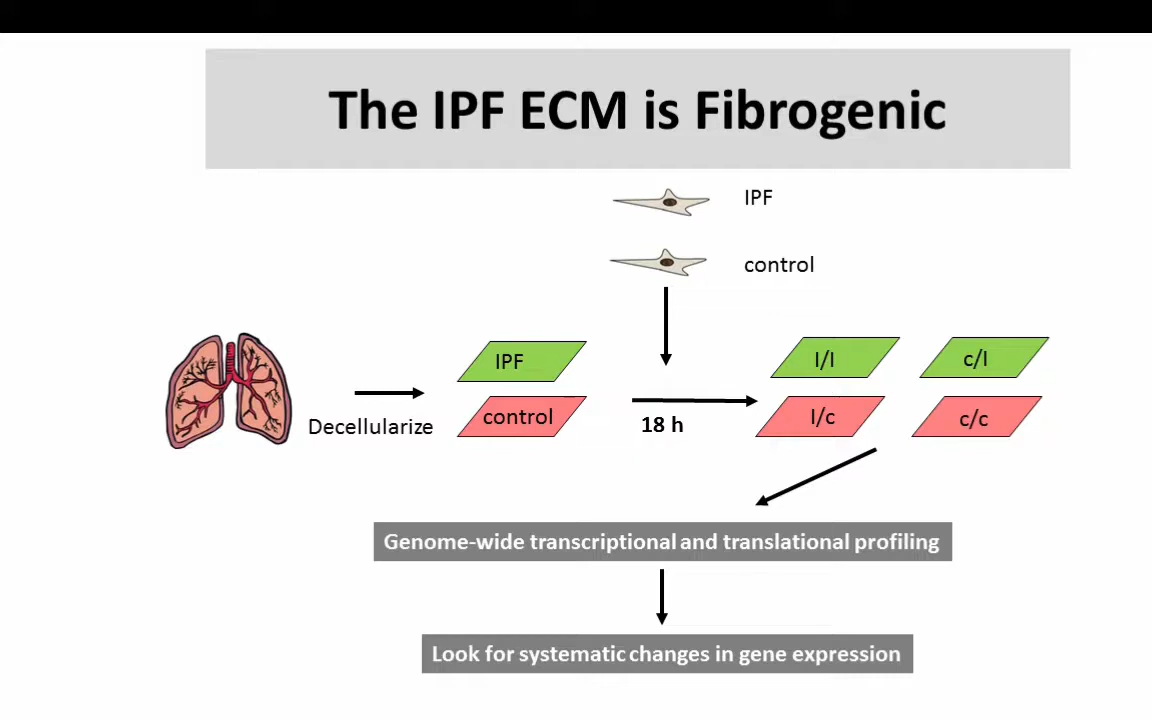 The IPF ECM is Fibrogenic
IPF
control
Decellularize
IPF
control
18 h
I/I
c/I
I/c
c/c
Genome-wide transcriptional and translational profiling
Look for systematic changes in gene expression